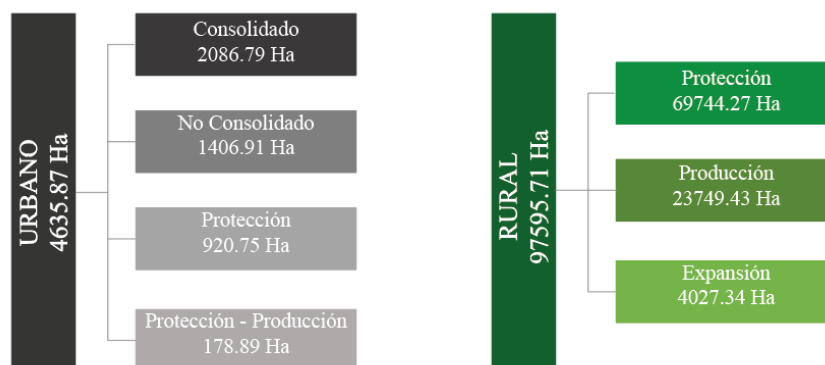 URBANO
4635.87 Ha
Consolidado
2086.79 Ha
No Consolidado
1406.91 Ha
Protección
920.75 Ha
Protección - Producción
178.89 Ha
RURAL
97595.71 Ha
Protección
69744.27 Ha
Producción
23749.43 Ha
Expansión
4027.34 Ha